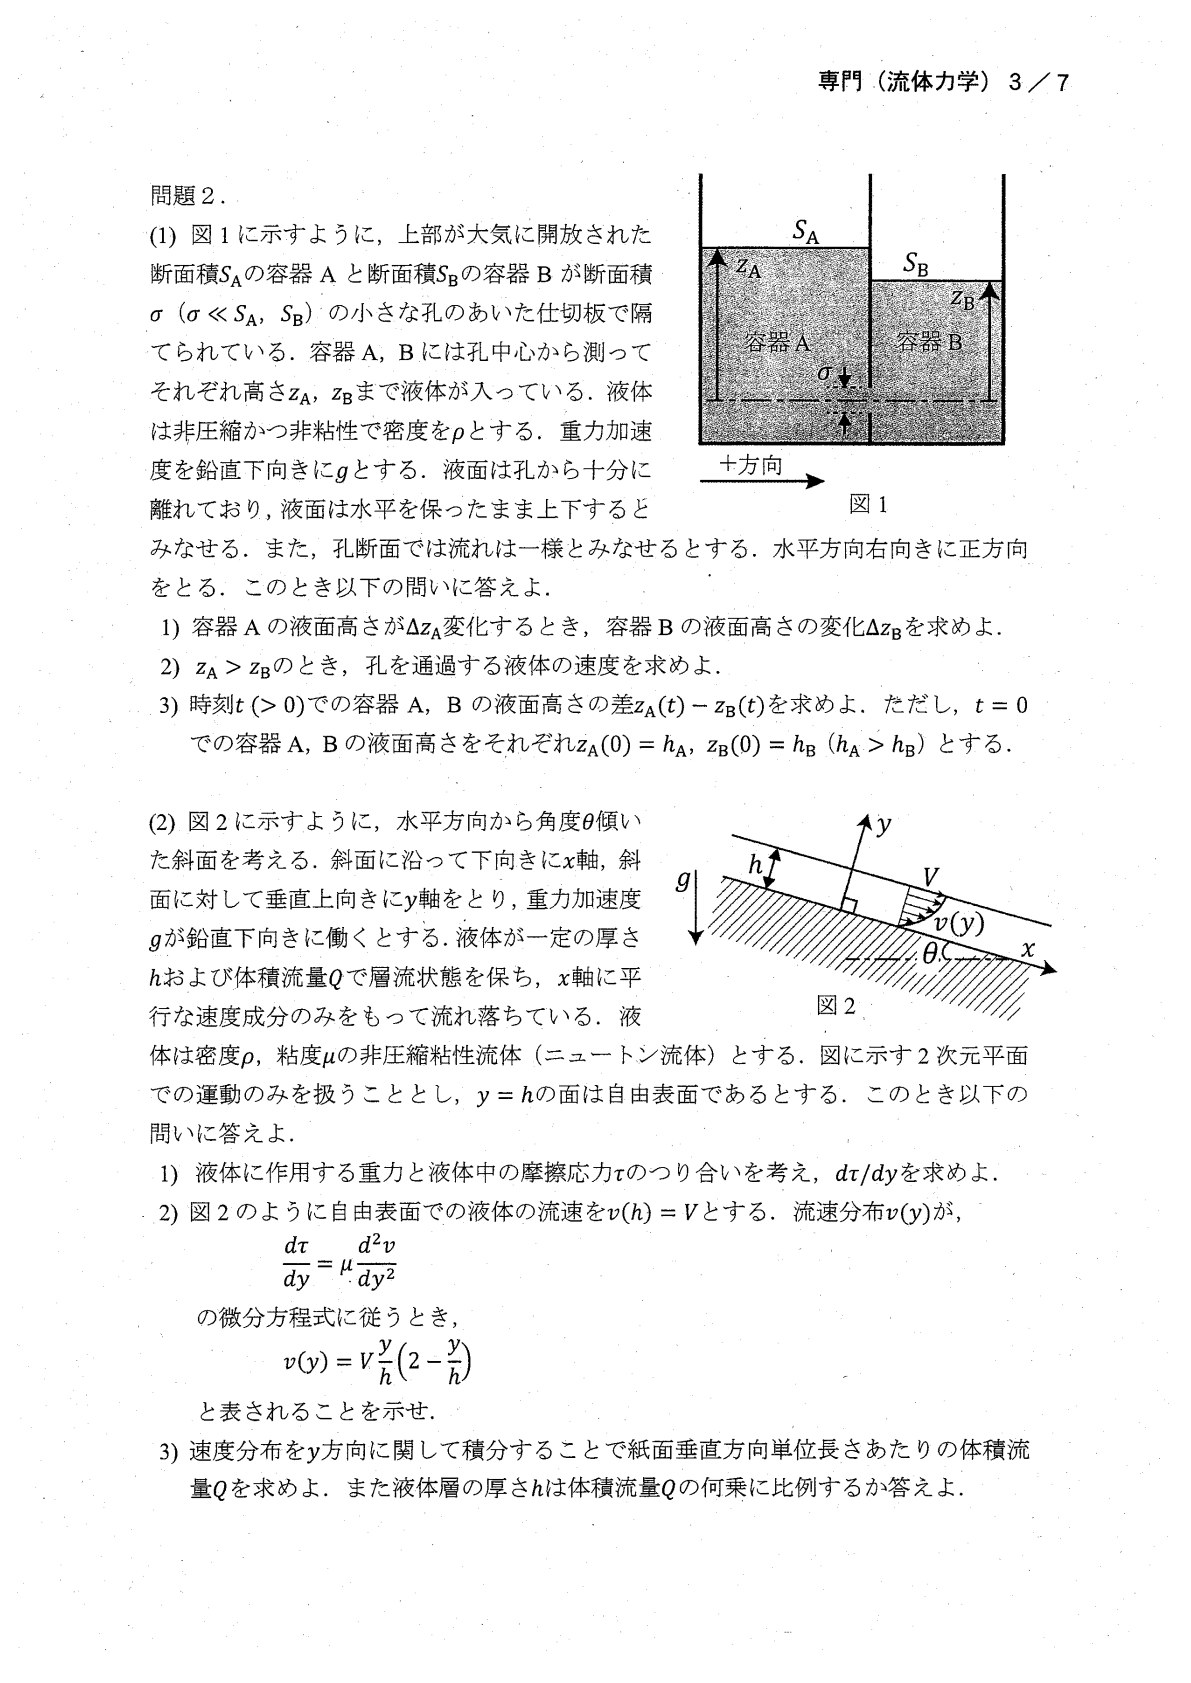 専門（流体力学）３／７
問題２．
(1) 図１に示すように，上部が大気に開放された
断面積S_Aの容器 A と断面積S_Bの容器 B が断面積
σ（σ ≪ S_A，S_B）の小さな孔のあいた仕切板で隔
てられている．容器 A，B には孔中心から測って
それぞれ高さz_A，z_Bまで液体が入っている．液体
は非圧縮かつ非粘性で密度をρとする．重力加速
度を鉛直下向きにgとする．液面は孔から十分に
離れており，液面は水平を保ったまま上下すると
みなせる．また，孔断面では流れは一様とみなせるとする．水平方向右向きに正方向
をとる．このとき以下の問いに答えよ．
S_A
z_A
S_B
z_B
容器 A
容器 B
σ
＋方向
図１
1) 容器 A の液面高さがΔz_A変化するとき，容器 B の液面高さの変化Δz_Bを求めよ．
2) z_A > z_Bのとき，孔を通過する液体の速度を求めよ．
3) 時刻t (> 0)での容器 A，B の液面高さの差z_A(t) − z_B(t)を求めよ．ただし，t = 0
での容器 A，B の液面高さをそれぞれz_A(0) = h_A，z_B(0) = h_B（h_A > h_B）とする．
(2) 図２に示すように，水平方向から角度θ傾い
た斜面を考える．斜面に沿って下向きにx軸，斜
面に対して垂直上向きにy軸をとり，重力加速度
gが鉛直下向きに働くとする．液体が一定の厚さ
hおよび体積流量Qで層流状態を保ち，x軸に平
行な速度成分のみをもって流れ落ちている．液
体は密度ρ，粘度μの非圧縮粘性流体（ニュートン流体）とする．図に示す２次元平面
での運動のみを扱うこととし，y = hの面は自由表面であるとする．このとき以下の
問いに答えよ．
y
h
V
g
v(y)
θ
x
図２
1) 液体に作用する重力と液体中の摩擦応力τのつり合いを考え，dτ/dyを求めよ．
2) 図２のように自由表面での液体の流速をv(h) = Vとする．流速分布v(y)が，
dτ/dy = μ d²v/dy²
の微分方程式に従うとき，
v(y) = V y/h (2 − y/h)
と表されることを示せ．
3) 速度分布をy方向に関して積分することで紙面垂直方向単位長さあたりの体積流
量Qを求めよ．また液体層の厚さhは体積流量Qの何乗に比例するか答えよ．